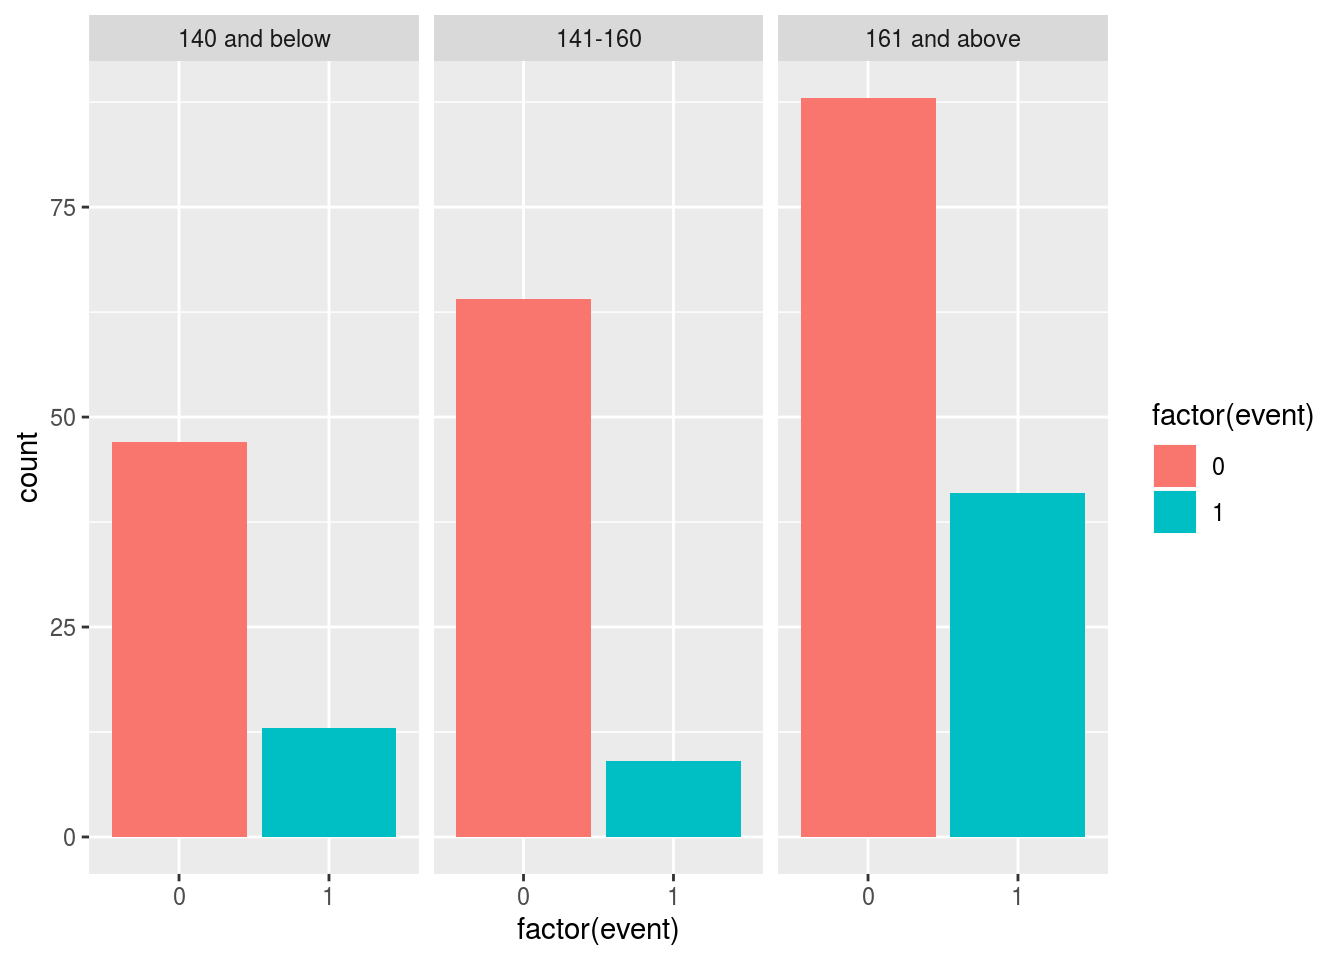 140 and below
141-160
161 and above
75
50
25
0
count
0
1
0
1
0
1
factor(event)
factor(event)
0
1